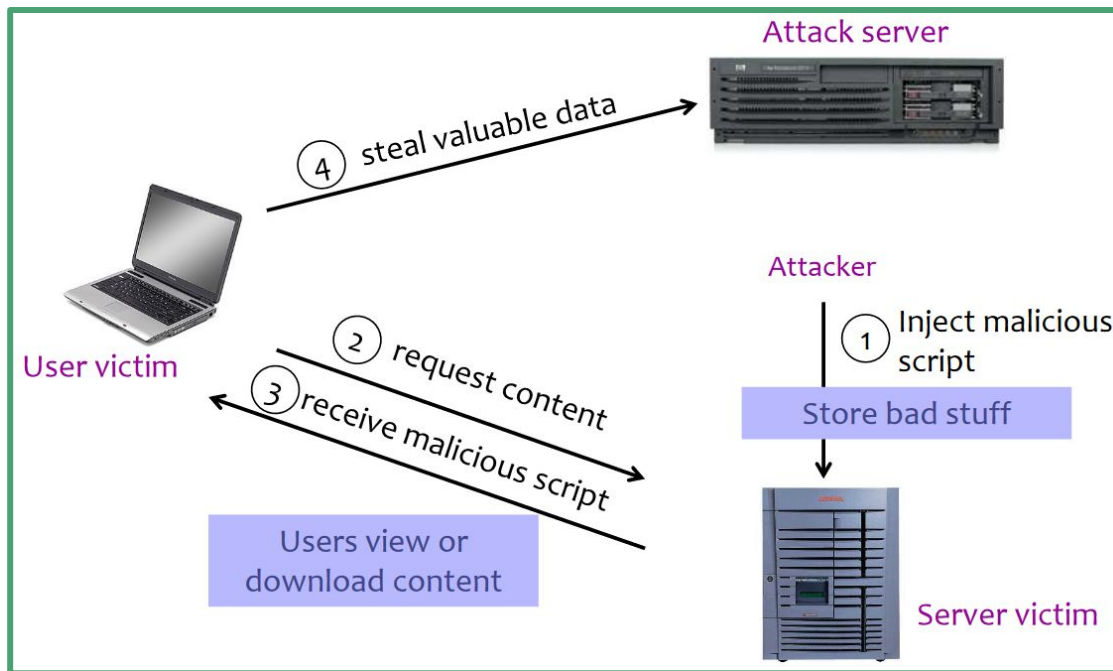 Attack server
4 steal valuable data
Attacker
1 Inject malicious
script
User victim
2 request content
3 receive malicious script
Store bad stuff
Users view or
download content
Server victim